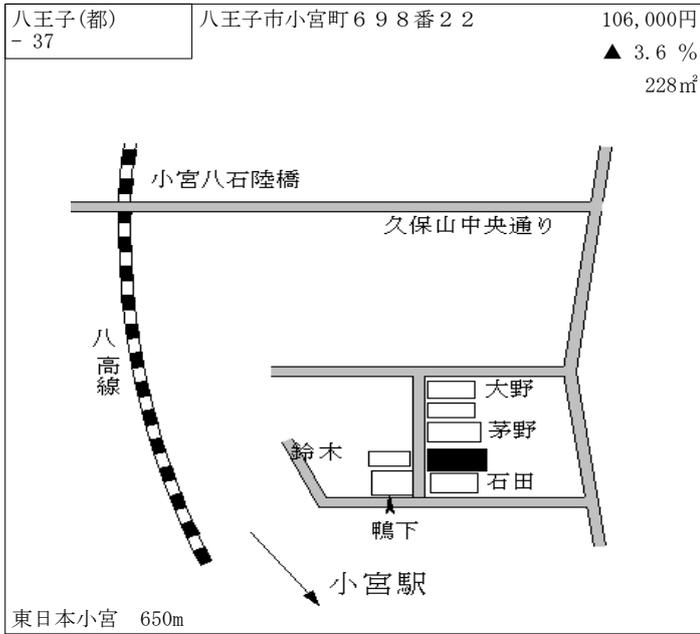 八王子(都)
- 37
八王子市小宮町６９８番２２
106,000円
▲ 3.6 %
228㎡
小宮八石陸橋
久保山中央通り
八高線
大野
茅野
鈴木
石田
鴨下
小宮駅
東日本小宮 650m